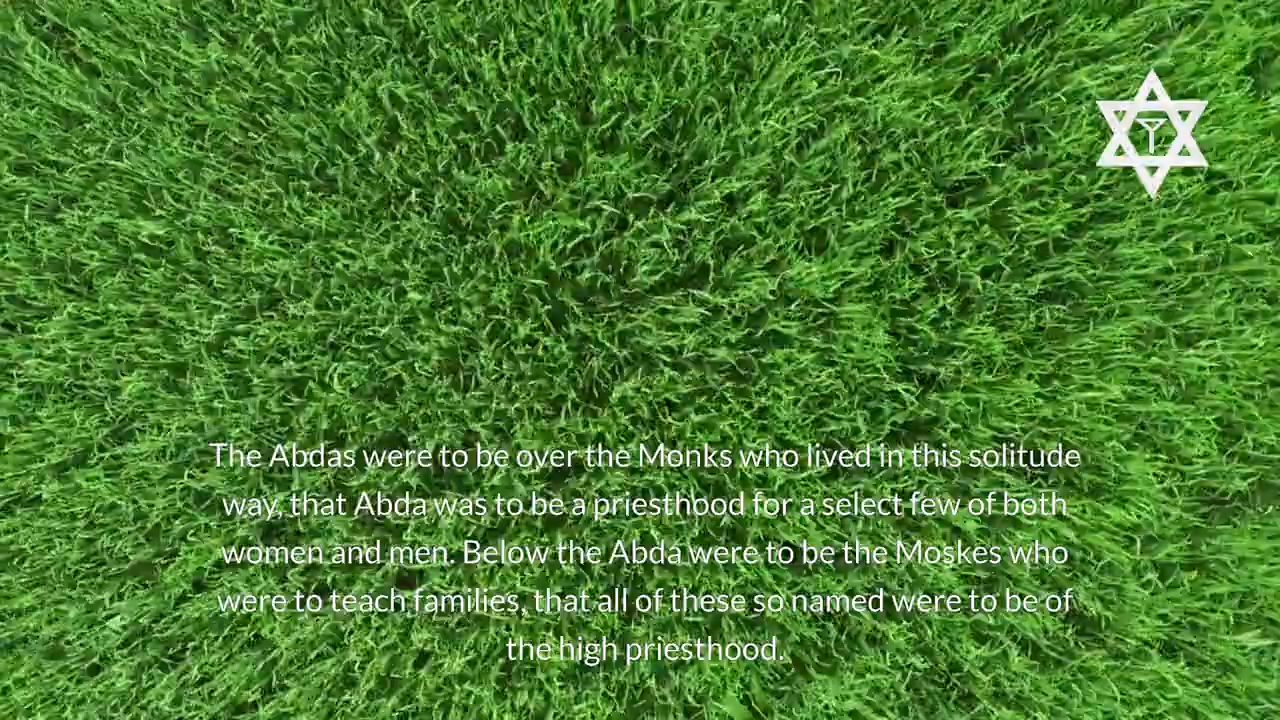 The Abdas were to be over the Monks who lived in this solitude
way, that Abda was to be a priesthood for a select few of both
women and men. Below the Abda were to be the Moskes who
were to teach families, that all of these so named were to be of
the high priesthood.